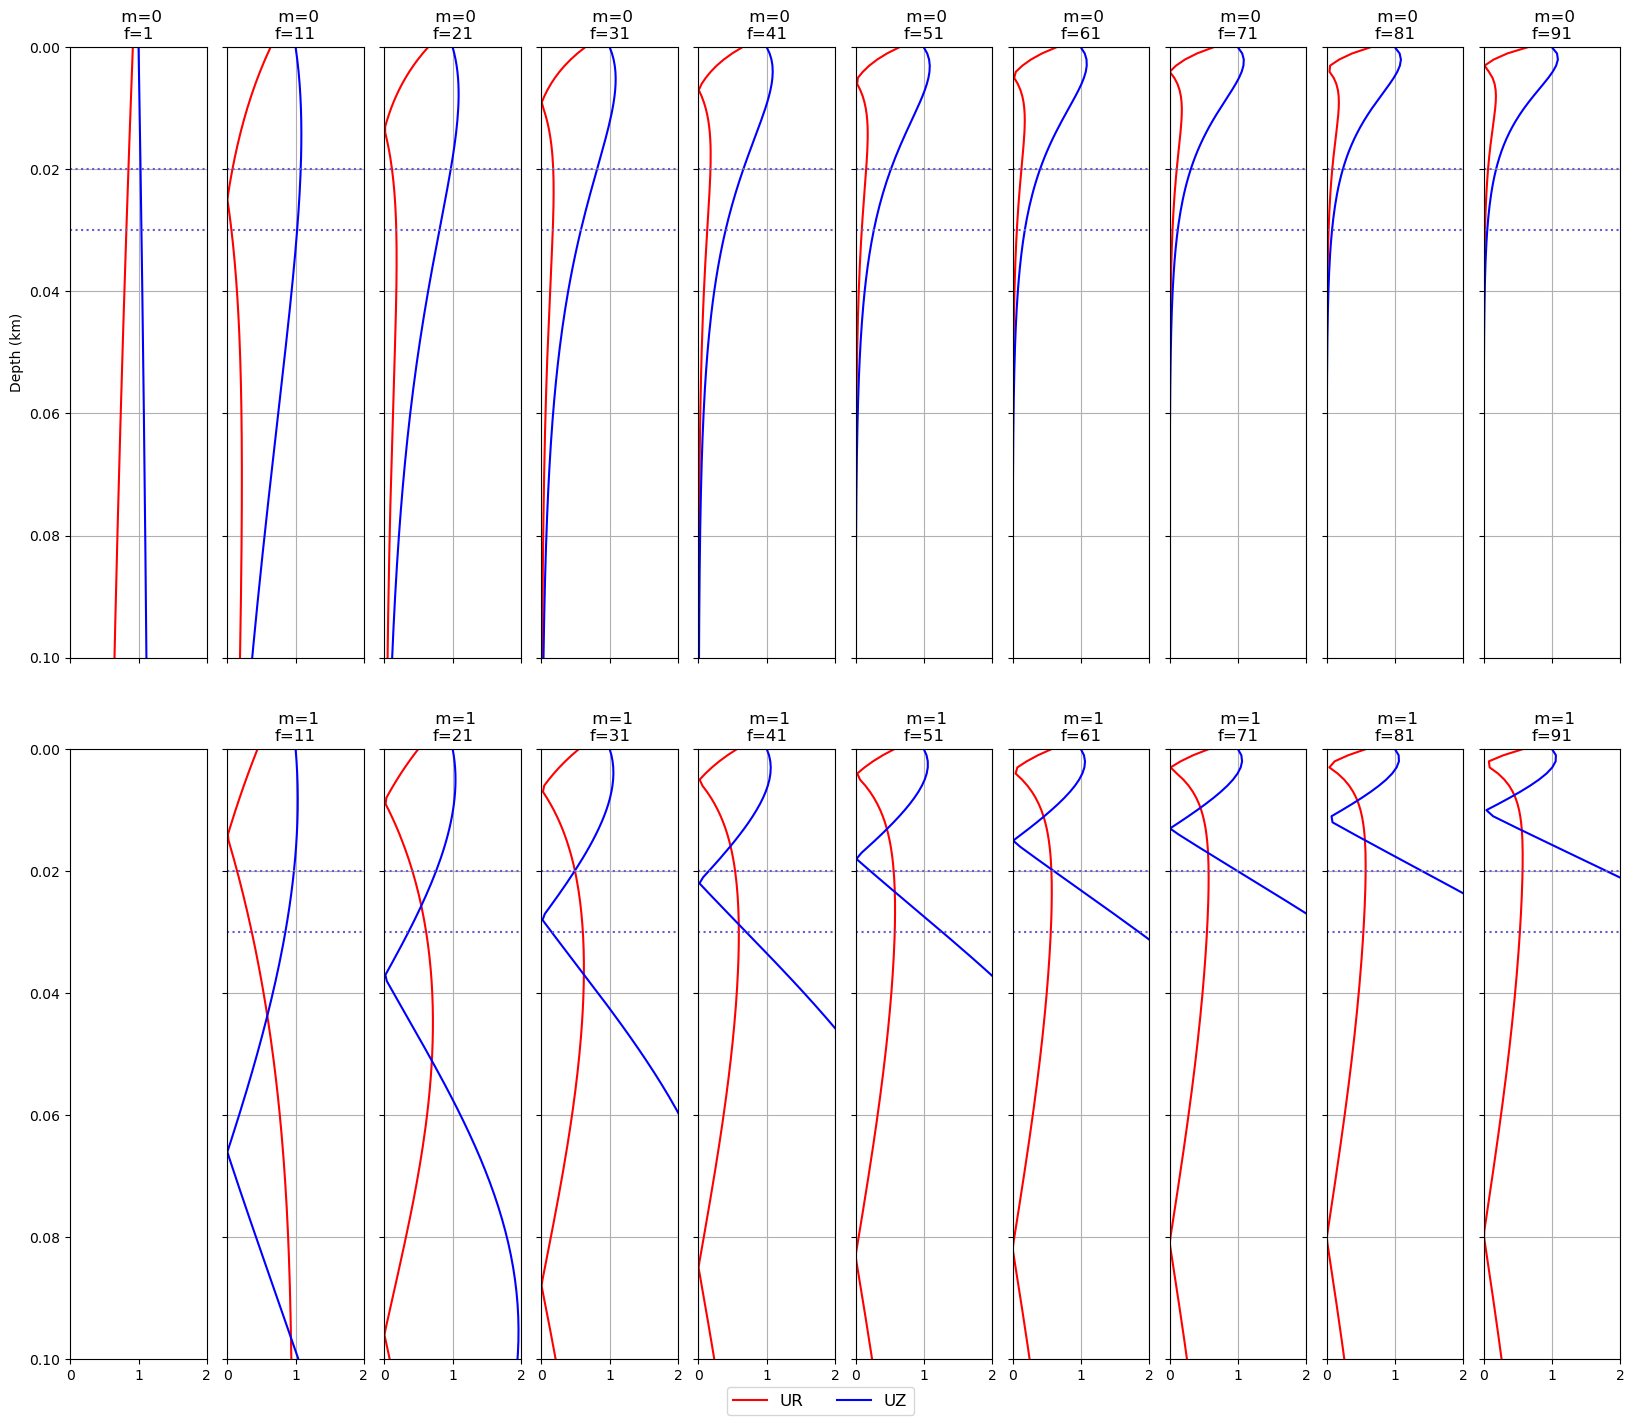 m=0 m=0 m=0 m=0 m=0 m=0 m=0 m=0 m=0 m=0
f=1 f=11 f=21 f=31 f=41 f=51 f=61 f=71 f=81 f=91
0.00
0.02
0.04
Depth (km)
0.06
0.08
0.10
m=1 m=1 m=1 m=1 m=1 m=1 m=1 m=1 m=1
f=11 f=21 f=31 f=41 f=51 f=61 f=71 f=81 f=91
0.00
0.02
0.04
0.06
0.08
0.10
0 1 2 0 1 2 0 1 2 0 1 2 0 1 2 0 1 2 0 1 2 0 1 2 0 1 2 0 1 2
UR UZ